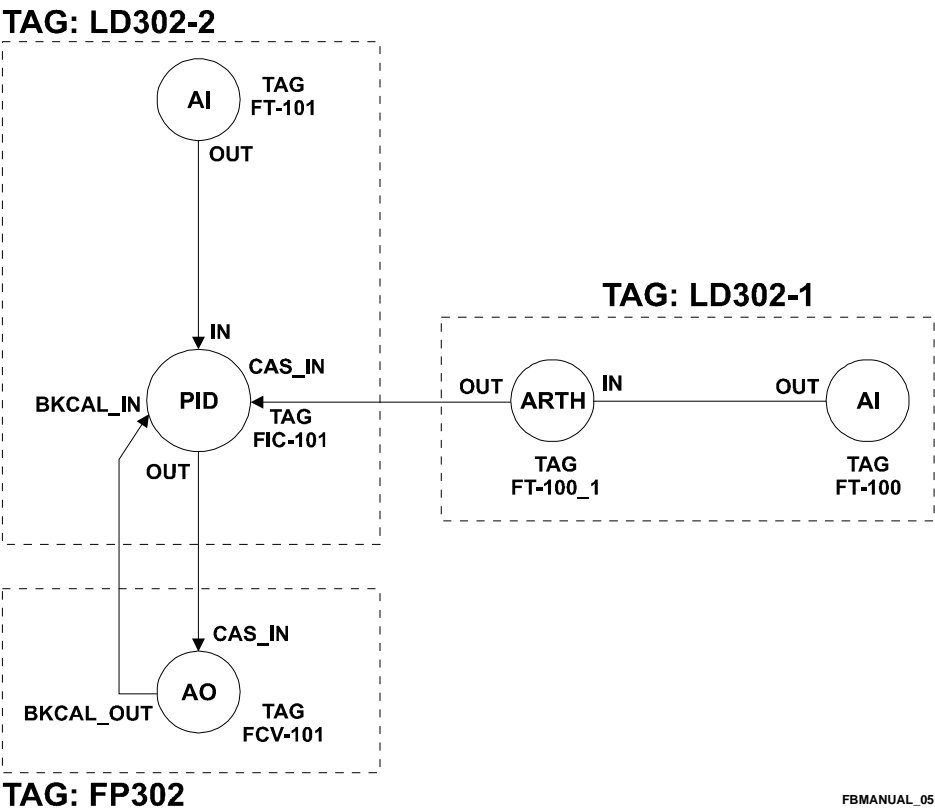 TAG: LD302-2
AI
TAG
FT-101
OUT
IN
CAS_IN
BKCAL_IN
PID
TAG
FIC-101
OUT
TAG: LD302-1
OUT
ARTH
IN
OUT
AI
TAG
FT-100_1
TAG
FT-100
CAS_IN
AO
BKCAL_OUT
TAG
FCV-101
TAG: FP302
FBMANUAL_05